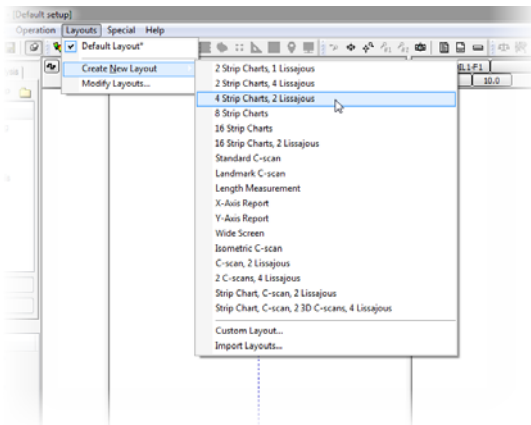 [Default setup]
Operation Layouts Special Help
Default Layout*
Create New Layout
Modify Layouts...
10.0
2 Strip Charts, 1 Lissajous
2 Strip Charts, 4 Lissajous
4 Strip Charts, 2 Lissajous
8 Strip Charts
16 Strip Charts
16 Strip Charts, 2 Lissajous
Standard C-scan
Landmark C-scan
Length Measurement
X-Axis Report
Y-Axis Report
Wide Screen
Isometric C-scan
C-scan, 2 Lissajous
2 C-scans, 4 Lissajous
Strip Chart, C-scan, 2 Lissajous
Strip Chart, C-scan, 2 3D C-scans, 4 Lissajous
Custom Layout...
Import Layouts...